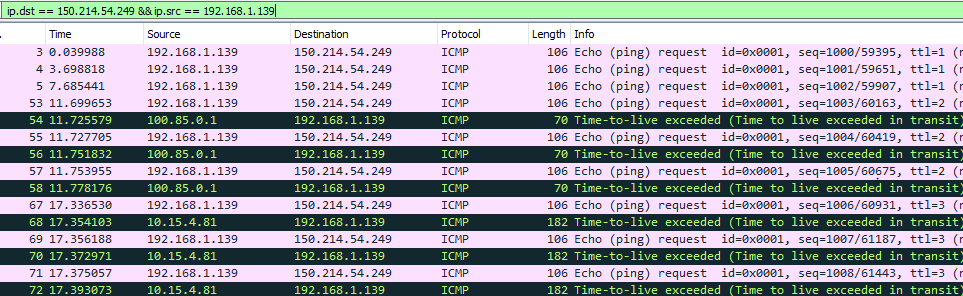 ip.dst == 150.214.54.249 && ip.src == 192.168.1.139
. Time Source Destination Protocol Length Info
3 0.039988 192.168.1.139 150.214.54.249 ICMP 106 Echo (ping) request id=0x0001, seq=1000/59395, ttl=1 (n
4 3.698818 192.168.1.139 150.214.54.249 ICMP 106 Echo (ping) request id=0x0001, seq=1001/59651, ttl=1 (n
5 7.685441 192.168.1.139 150.214.54.249 ICMP 106 Echo (ping) request id=0x0001, seq=1002/59907, ttl=1 (n
53 11.699653 192.168.1.139 150.214.54.249 ICMP 106 Echo (ping) request id=0x0001, seq=1003/60163, ttl=2 (n
54 11.725579 100.85.0.1 192.168.1.139 ICMP 70 Time-to-live exceeded (Time to live exceeded in transit)
55 11.727705 192.168.1.139 150.214.54.249 ICMP 106 Echo (ping) request id=0x0001, seq=1004/60419, ttl=2 (n
56 11.751832 100.85.0.1 192.168.1.139 ICMP 70 Time-to-live exceeded (Time to live exceeded in transit)
57 11.753955 192.168.1.139 150.214.54.249 ICMP 106 Echo (ping) request id=0x0001, seq=1005/60675, ttl=2 (n
58 11.778176 100.85.0.1 192.168.1.139 ICMP 70 Time-to-live exceeded (Time to live exceeded in transit)
67 17.336530 192.168.1.139 150.214.54.249 ICMP 106 Echo (ping) request id=0x0001, seq=1006/60931, ttl=3 (n
68 17.354103 10.15.4.81 192.168.1.139 ICMP 182 Time-to-live exceeded (Time to live exceeded in transit)
69 17.356188 192.168.1.139 150.214.54.249 ICMP 106 Echo (ping) request id=0x0001, seq=1007/61187, ttl=3 (n
70 17.372971 10.15.4.81 192.168.1.139 ICMP 182 Time-to-live exceeded (Time to live exceeded in transit)
71 17.375057 192.168.1.139 150.214.54.249 ICMP 106 Echo (ping) request id=0x0001, seq=1008/61443, ttl=3 (n
72 17.393073 10.15.4.81 192.168.1.139 ICMP 182 Time-to-live exceeded (Time to live exceeded in transit)